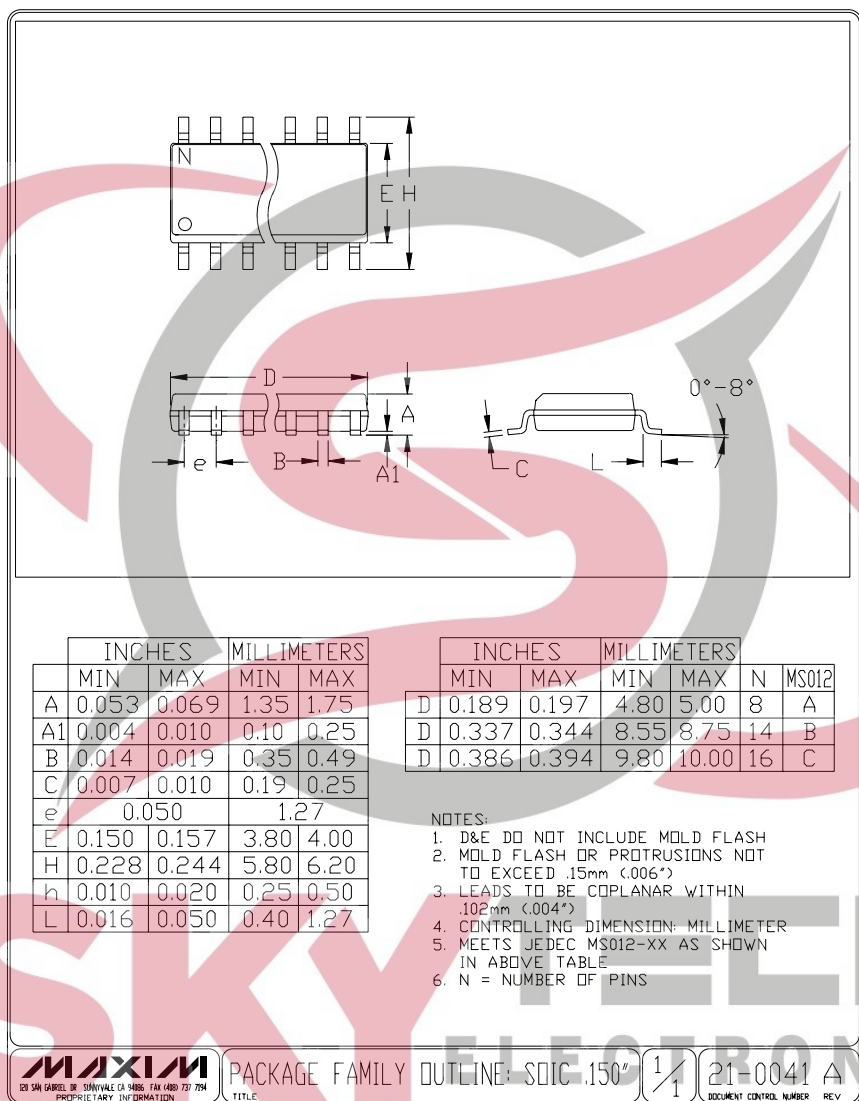 N
E H
D
0°-8°
A
e
B
A1
C
L
INCHES MILLIMETERS
MIN MAX MIN MAX
A 0.053 0.069 1.35 1.75
A1 0.004 0.010 0.10 0.25
B 0.014 0.019 0.35 0.49
C 0.007 0.010 0.19 0.25
e 0.050 1.27
E 0.150 0.157 3.80 4.00
H 0.228 0.244 5.80 6.20
h 0.010 0.020 0.25 0.50
L 0.016 0.050 0.40 1.27
INCHES MILLIMETERS
MIN MAX MIN MAX N MS012
D 0.189 0.197 4.80 5.00 8 A
D 0.337 0.344 8.55 8.75 14 B
D 0.386 0.394 9.80 10.00 16 C
NOTES:
1. D&E DO NOT INCLUDE MOLD FLASH
2. MOLD FLASH OR PROTRUSIONS NOT
TO EXCEED .15mm (.006")
3. LEADS TO BE COPLANAR WITHIN
.102mm (.004")
4. CONTROLLING DIMENSION: MILLIMETER
5. MEETS JEDEC MS012-XX AS SHOWN
IN ABOVE TABLE
6. N = NUMBER OF PINS
SKY TEC
ELECTRON
MAXIM
120 SAN GABRIEL DR SUNNYVALE CA 94086 FAX (408) 737 7194
PROPRIETARY INFORMATION
PACKAGE FAMILY OUTLINE: SOIC .150"
TITLE
1/1
21-0041 A
DOCUMENT CONTROL NUMBER REV